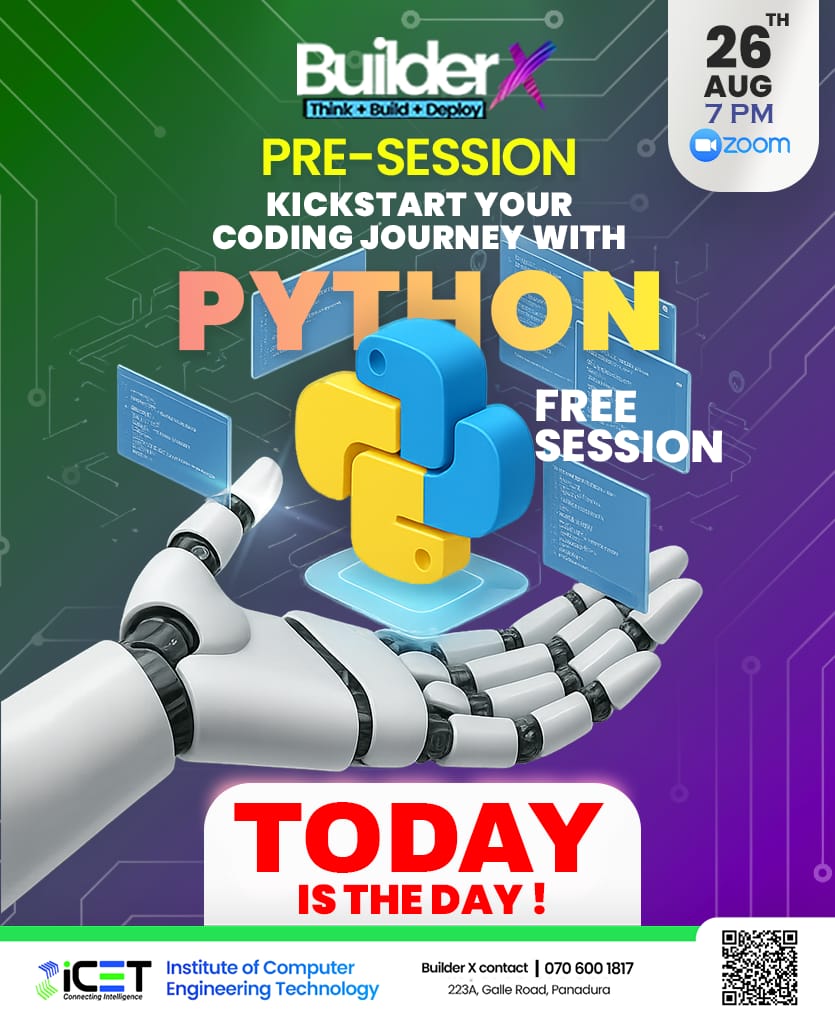 Builder X
Think + Build + Deploy
26TH
AUG
7 PM
zoom
PRE-SESSION
KICKSTART YOUR
CODING JOURNEY WITH
PYTHON
FREE
SESSION
TODAY
IS THE DAY !
iCET
Connecting Intelligence
Institute of Computer
Engineering Technology
Builder X contact | 070 600 1817
223A, Galle Road, Panadura